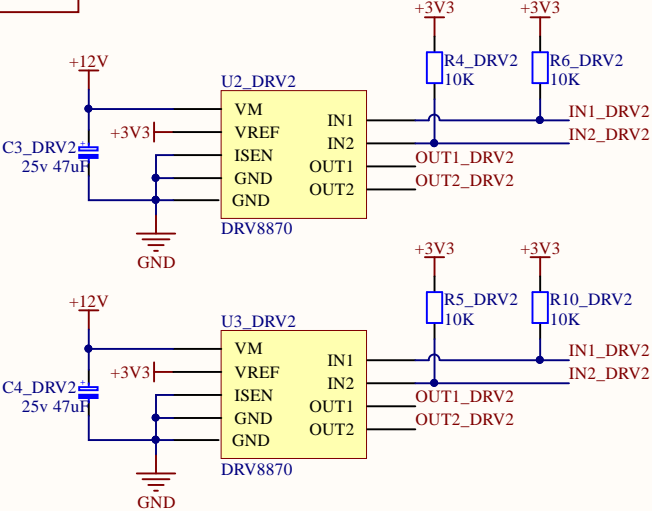 +3V3
+3V3
+12V
R4_DRV2
10K
R6_DRV2
10K
U2_DRV2
VM
IN1_DRV2
+3V3
VREF
IN1
IN2_DRV2
C3_DRV2
25v 47uF
ISEN
IN2
OUT1_DRV2
GND
OUT1
OUT2_DRV2
GND
OUT2
DRV8870
GND
+3V3
+3V3
+12V
R5_DRV2
10K
R10_DRV2
10K
U3_DRV2
VM
IN1_DRV2
+3V3
VREF
IN1
IN2_DRV2
C4_DRV2
25v 47uF
ISEN
IN2
OUT1_DRV2
GND
OUT1
OUT2_DRV2
GND
OUT2
DRV8870
GND